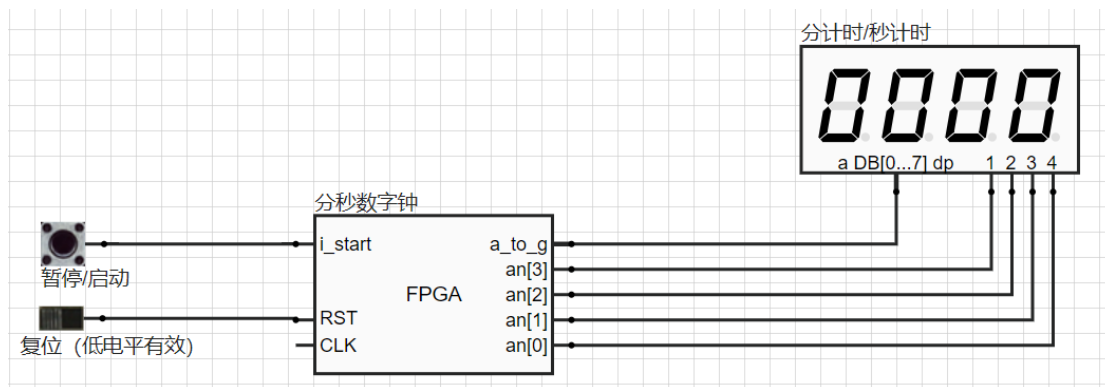 分计时/秒计时
0000
a DB[0...7] dp 1 2 3 4
分秒数字钟
i_start a_to_g
an[3]
暂停/启动
FPGA an[2]
RST an[1]
复位（低电平有效）
CLK an[0]